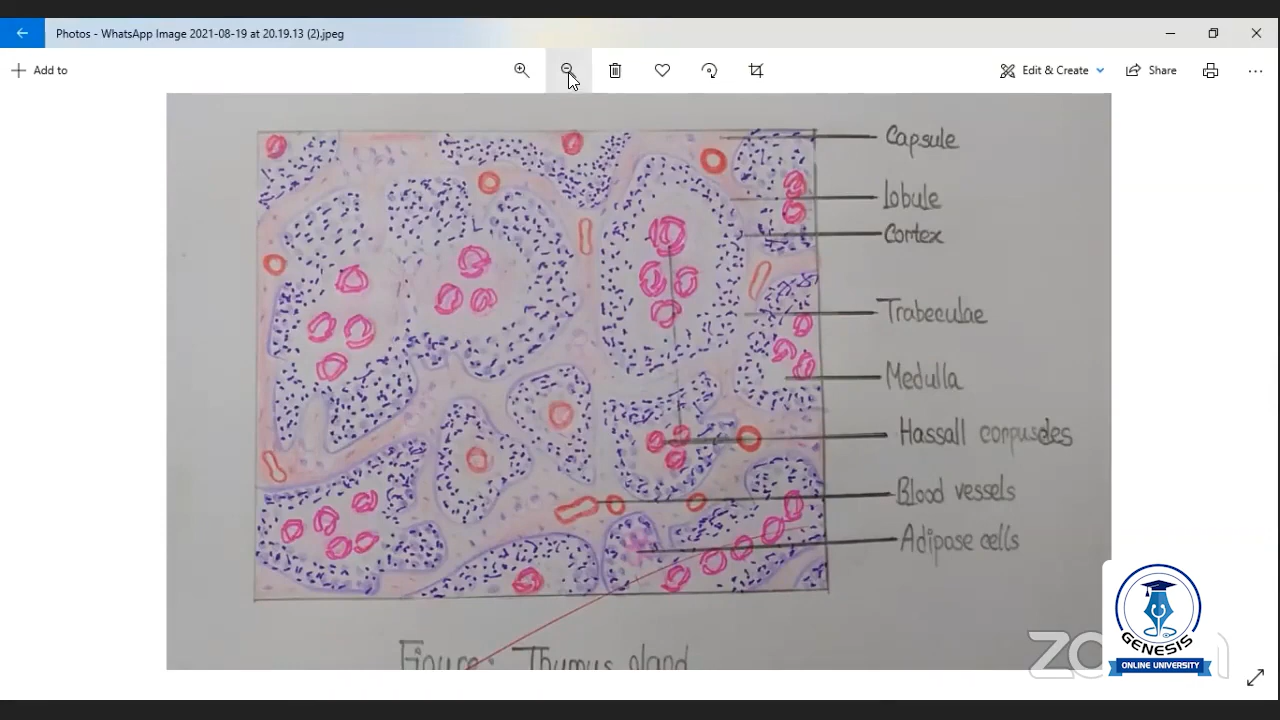 Photos - WhatsApp Image 2021-08-19 at 20.19.13 (2).jpeg
Add to
Edit & Create
Share
Capsule
Lobule
Cortex
Trabeculae
Medulla
Hassall corpuscles
Blood vessels
Adipose cells
Figure: Thymus gland
GENESIS
ONLINE UNIVERSITY